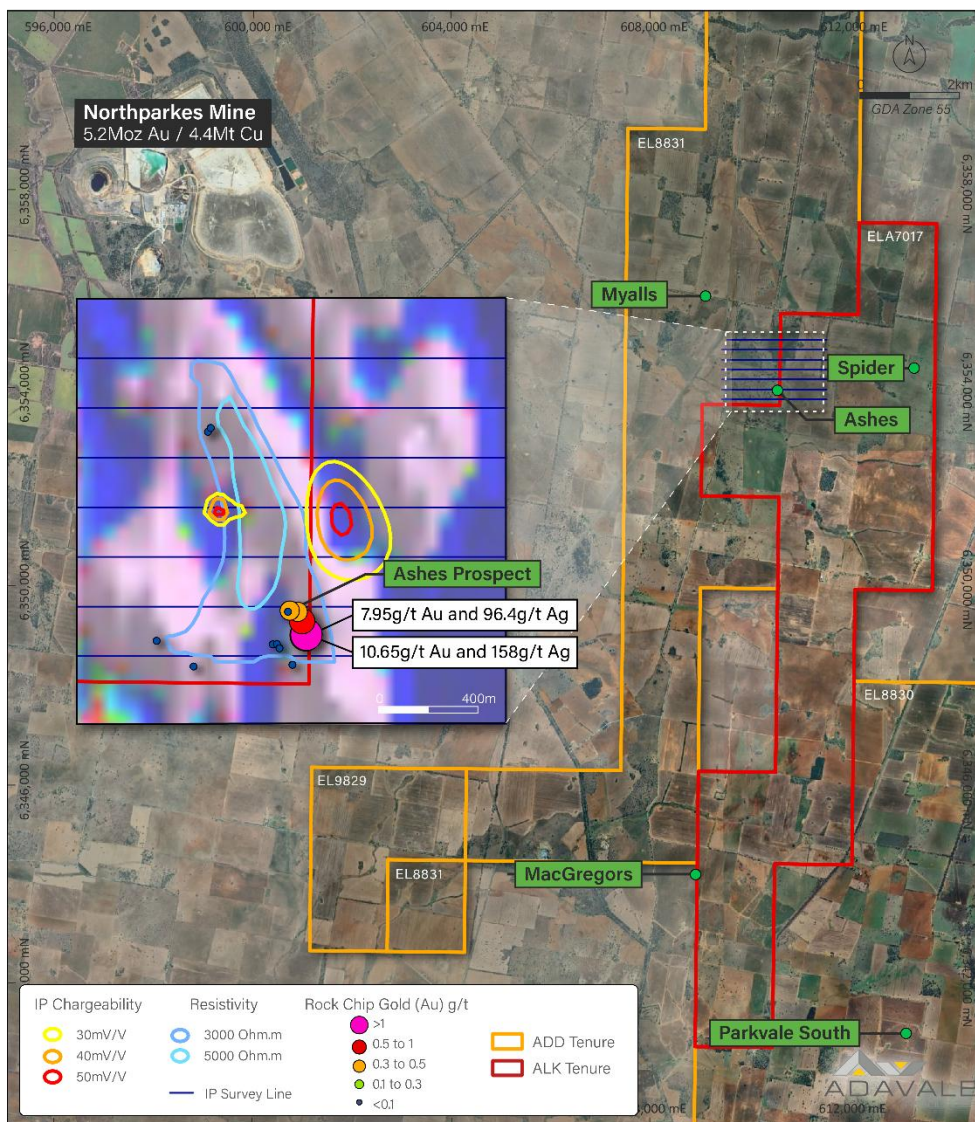 596,000 mE
600,000 mE
604,000 mE
608,000 mE
612,000 mE
N
2km
GDA Zone 55
Northparkes Mine
5.2Moz Au / 4.4Mt Cu
EL8831
ELA7017
6,358,000 mN
6,358,000 mN
Myalls
Spider
Ashes
6,354,000 mN
6,354,000 mN
Ashes Prospect
7.95g/t Au and 96.4g/t Ag
10.65g/t Au and 158g/t Ag
400m
0
6,350,000 mN
6,350,000 mN
EL8830
6,346,000 mN
EL9829
EL8831
MacGregors
Parkvale South
IP Chargeability
30mV/V
40mV/V
50mV/V
Resistivity
3000 Ohm.m
5000 Ohm.m
IP Survey Line
Rock Chip Gold (Au) g/t
>1
0.5 to 1
0.3 to 0.5
0.1 to 0.3
<0.1
ADD Tenure
ALK Tenure
ADAVALE
612,000 mE